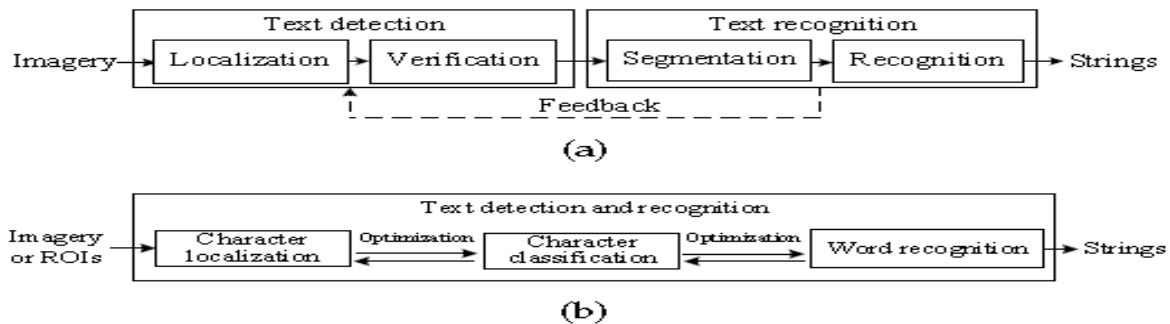 Text detection
Text recognition
Imagery
Localization
Verification
Segmentation
Recognition
Strings
Feedback
(a)
Text detection and recognition
Imagery
or ROIs
Character
localization
Optimization
Character
classification
Optimization
Word recognition
Strings
(b)